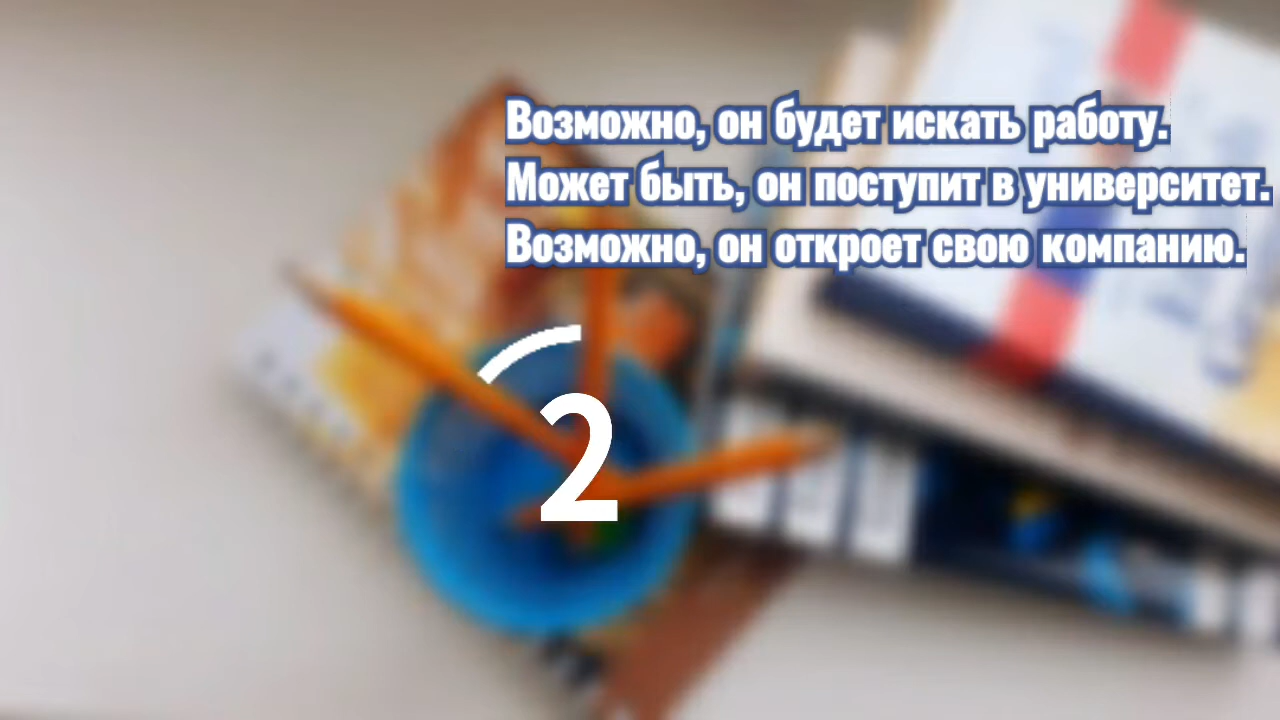 Возможно, он будет искать работу.
Может быть, он поступит в университет.
Возможно, он откроет свою компанию.
2